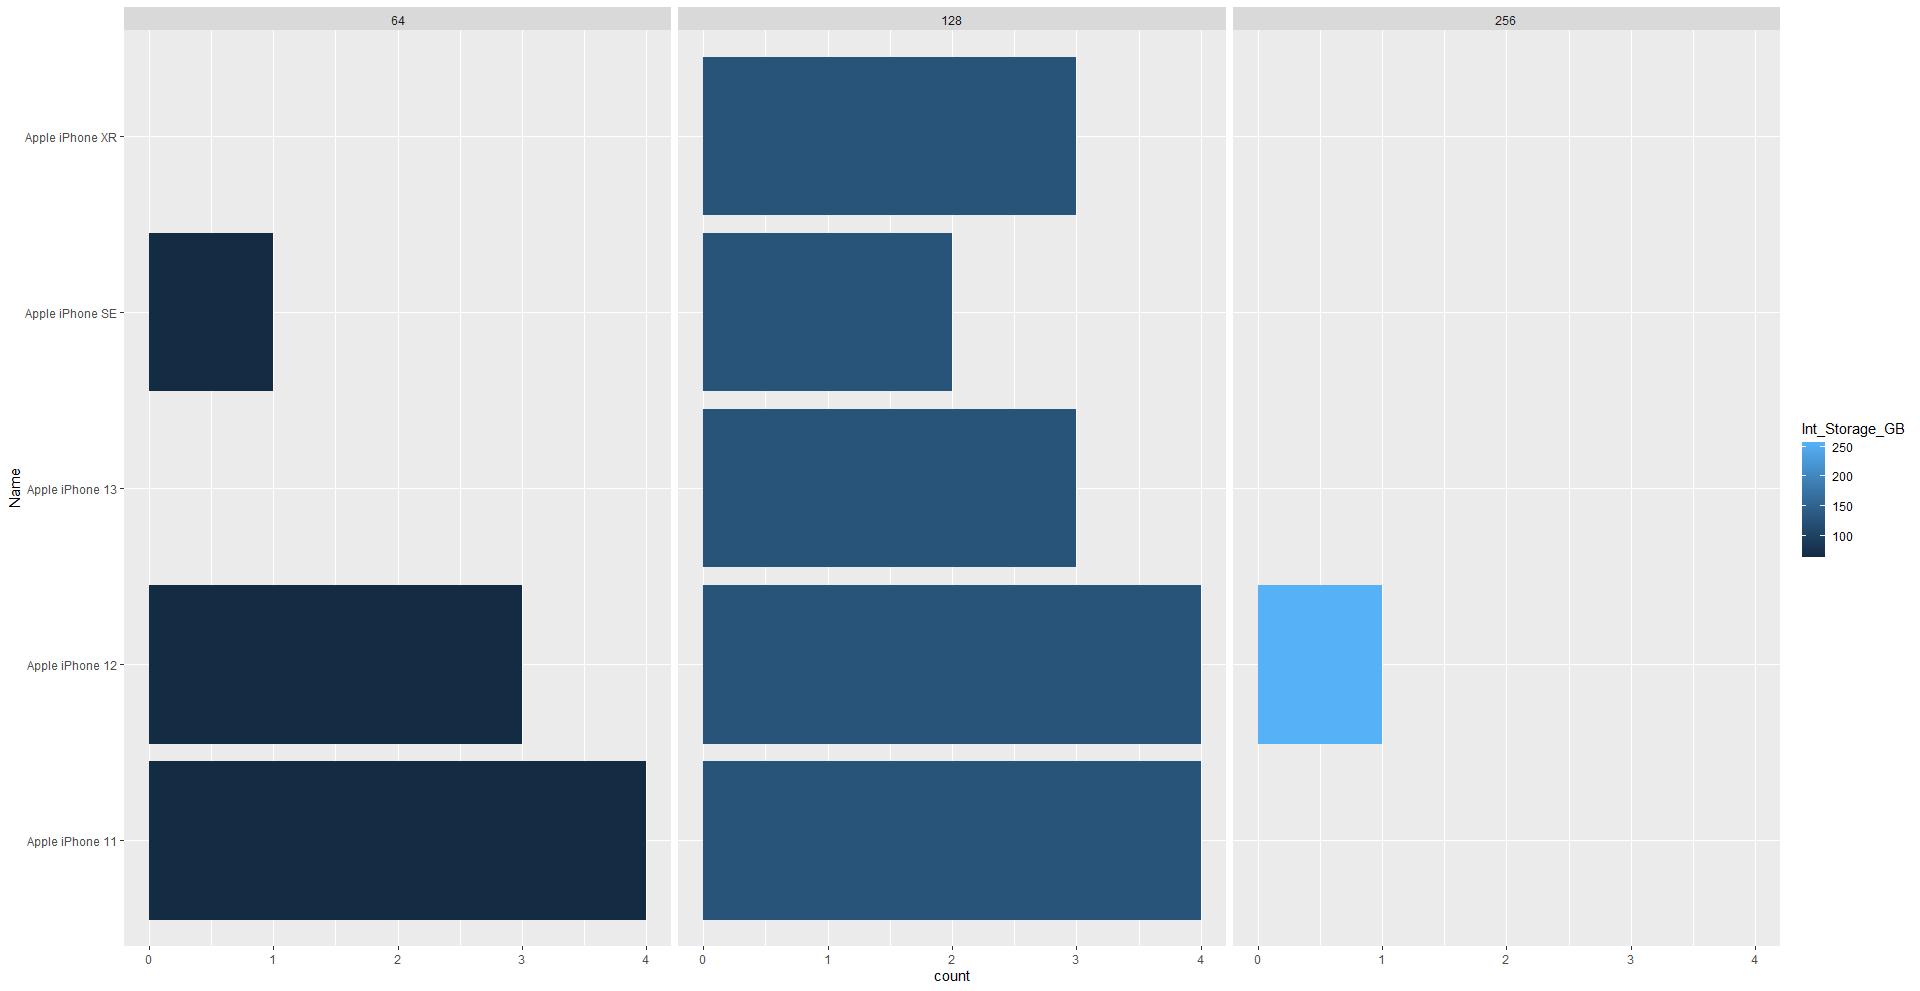 64 128 256
Name
Apple iPhone XR
Apple iPhone SE
Apple iPhone 13
Apple iPhone 12
Apple iPhone 11
0 1 2 3 4 0 1 2 3 4 0 1 2 3 4
count
Int_Storage_GB
250
200
150
100